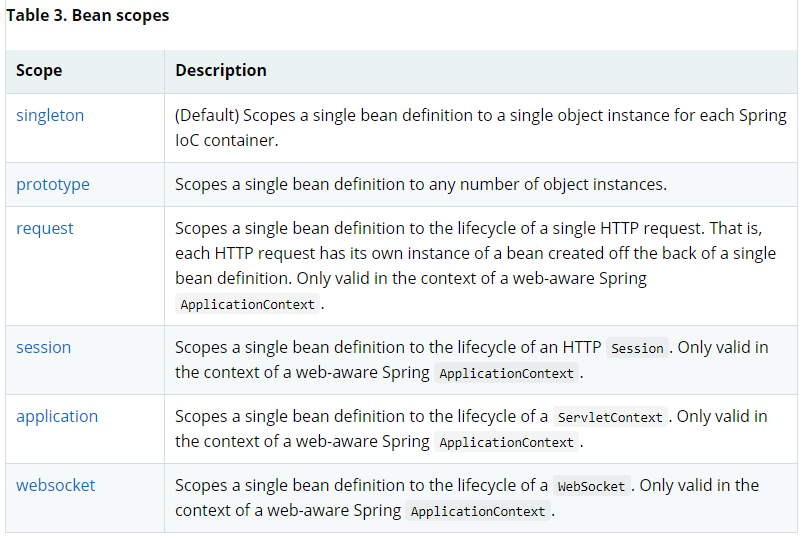 Table 3. Bean scopes
Scope Description
singleton (Default) Scopes a single bean definition to a single object instance for each Spring
IoC container.
prototype Scopes a single bean definition to any number of object instances.
request Scopes a single bean definition to the lifecycle of a single HTTP request. That is,
each HTTP request has its own instance of a bean created off the back of a single
bean definition. Only valid in the context of a web-aware Spring
ApplicationContext.
session Scopes a single bean definition to the lifecycle of an HTTP Session. Only valid in
the context of a web-aware Spring ApplicationContext.
application Scopes a single bean definition to the lifecycle of a ServletContext. Only valid in
the context of a web-aware Spring ApplicationContext.
websocket Scopes a single bean definition to the lifecycle of a WebSocket. Only valid in the
context of a web-aware Spring ApplicationContext.